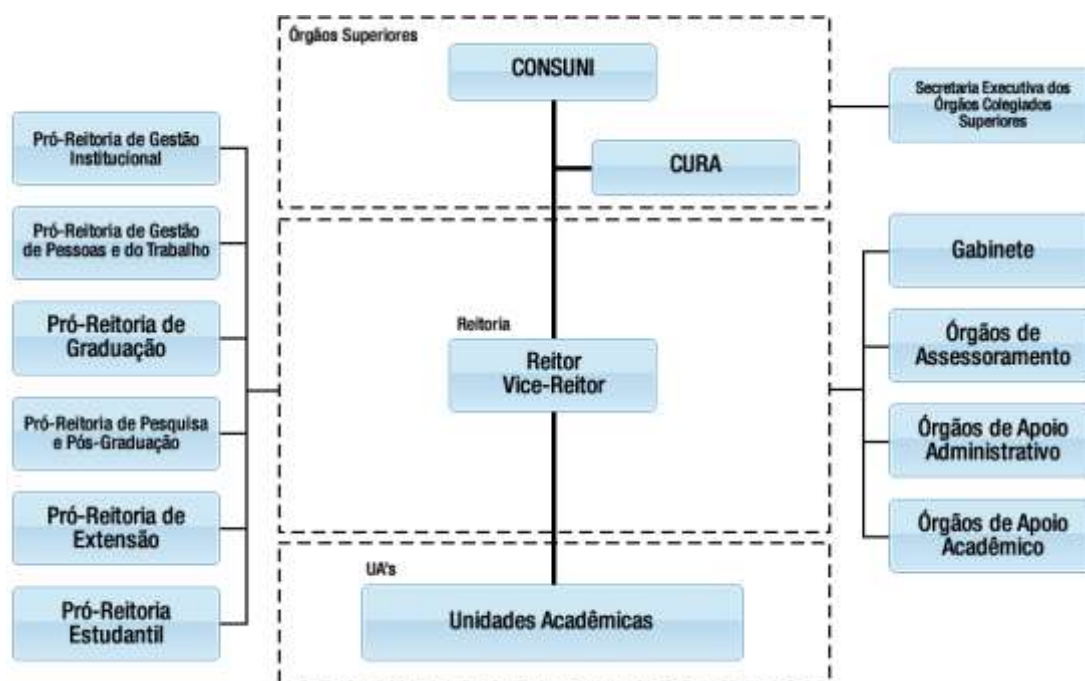 Órgãos Superiores
CONSUNI
CURA
Secretaria Executiva dos
Órgãos Colegiados
Superiores
Pró-Reitoria de Gestão
Institucional
Pró-Reitoria de Gestão
de Pessoas e do Trabalho
Pró-Reitoria de
Graduação
Pró-Reitoria de Pesquisa
e Pós-Graduação
Pró-Reitoria de
Extensão
Pró-Reitoria
Estudantil
Reitoria
Reitor
Vice-Reitor
Gabinete
Órgãos de
Assessoramento
Órgãos de Apoio
Administrativo
Órgãos de Apoio
Acadêmico
UA's
Unidades Acadêmicas